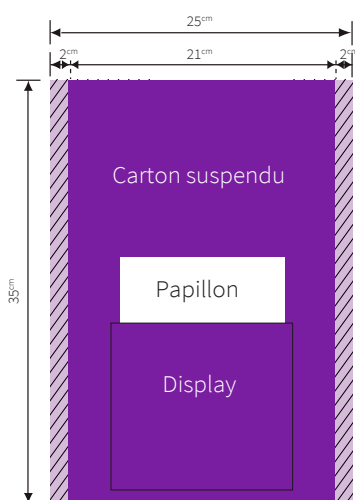 25cm
2cm 21cm 2cm
Carton suspendu
35cm
Papillon
Display